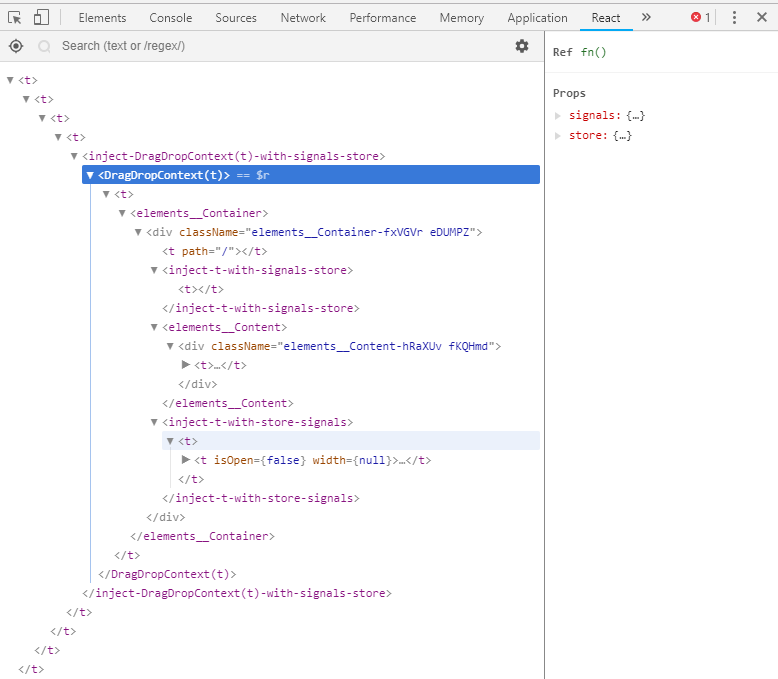 Elements Console Sources Network Performance Memory Application React » 1
Search (text or /regex/)
<t>
<t>
<t>
<t>
<inject-DragDropContext(t)-with-signals-store>
<DragDropContext(t)> == $r
<t>
<elements__Container>
<div className="elements__Container-fxVGVr eDUMPZ">
<t path="/"></t>
<inject-t-with-signals-store>
<t></t>
</inject-t-with-signals-store>
<elements__Content>
<div className="elements__Content-hRaXUv fKQHmd">
<t>…</t>
</div>
</elements__Content>
<inject-t-with-store-signals>
<t>
<t isOpen={false} width={null}>…</t>
</t>
</inject-t-with-store-signals>
</div>
</elements__Container>
</t>
</DragDropContext(t)>
</inject-DragDropContext(t)-with-signals-store>
</t>
</t>
</t>
</t>
Ref fn()
Props
signals: {…}
store: {…}